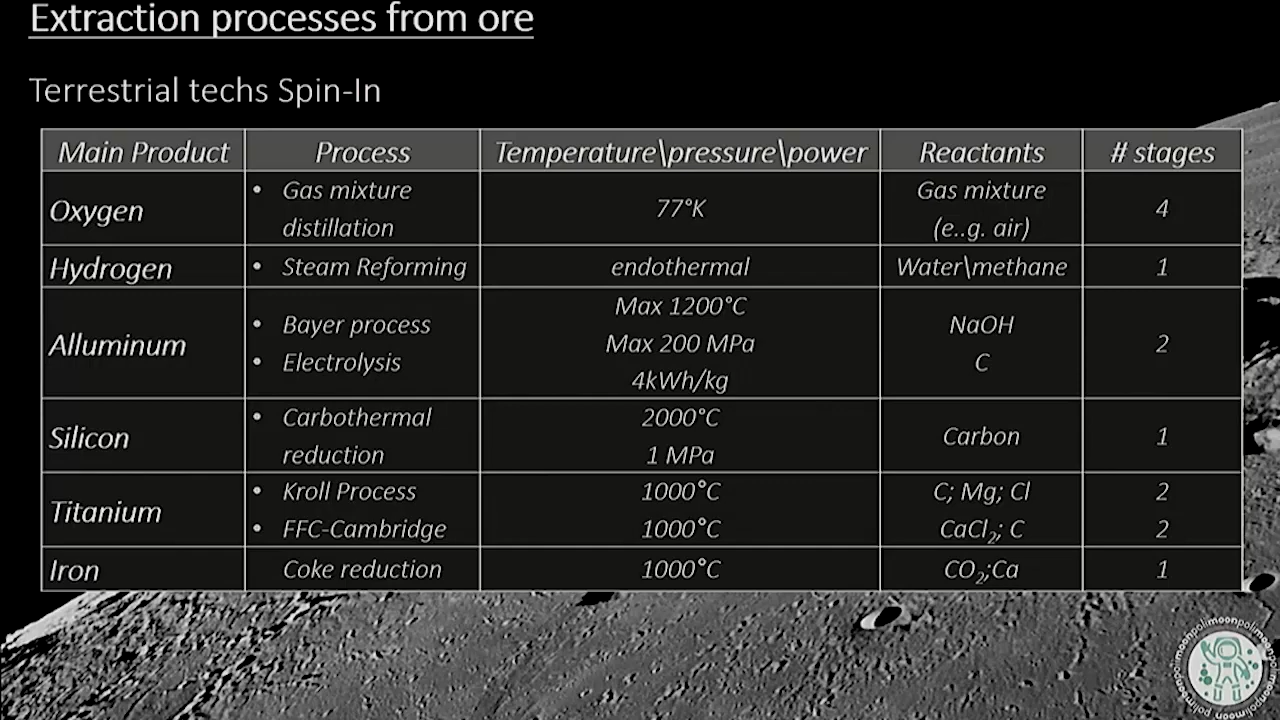 Extraction processes from ore
Terrestrial techs Spin-In
Main Product Process Temperature\pressure\power Reactants # stages
Oxygen
• Gas mixture
distillation
77°K
Gas mixture
(e..g. air)
4
Hydrogen
• Steam Reforming
endothermal
Water\methane
1
Alluminum
• Bayer process
• Electrolysis
Max 1200°C
Max 200 MPa
4kWh/kg
NaOH
C
2
Silicon
• Carbothermal
reduction
2000°C
1 MPa
Carbon
1
Titanium
• Kroll Process
• FFC-Cambridge
1000°C
1000°C
C; Mg; Cl
CaCl₂; C
2
2
Iron
Coke reduction
1000°C
CO₂;Ca
1
polimoonpolimoonpolimoonpolimoon